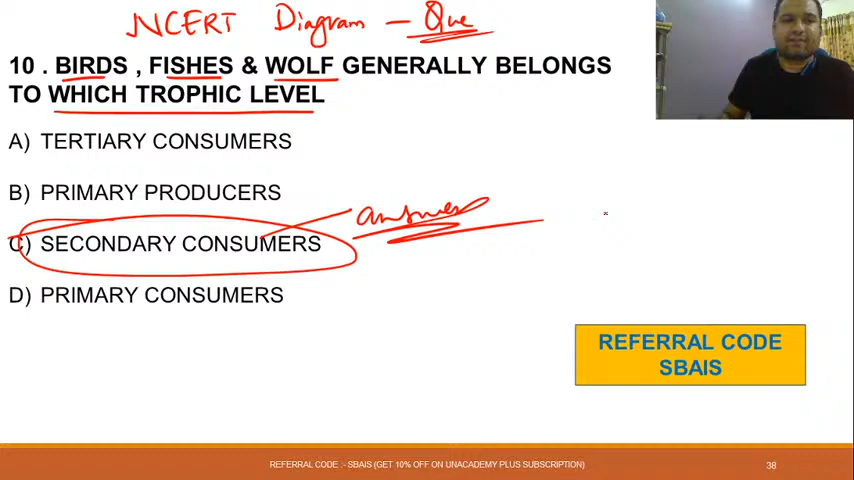 NCERT Diagram - Que
10 . BIRDS , FISHES & WOLF GENERALLY BELONGS
TO WHICH TROPHIC LEVEL
A) TERTIARY CONSUMERS
B) PRIMARY PRODUCERS
answer
C) SECONDARY CONSUMERS
D) PRIMARY CONSUMERS
REFERRAL CODE
SBAIS
REFERRAL CODE :- SBAIS (GET 10% OFF ON UNACADEMY PLUS SUBSCRIPTION)
38